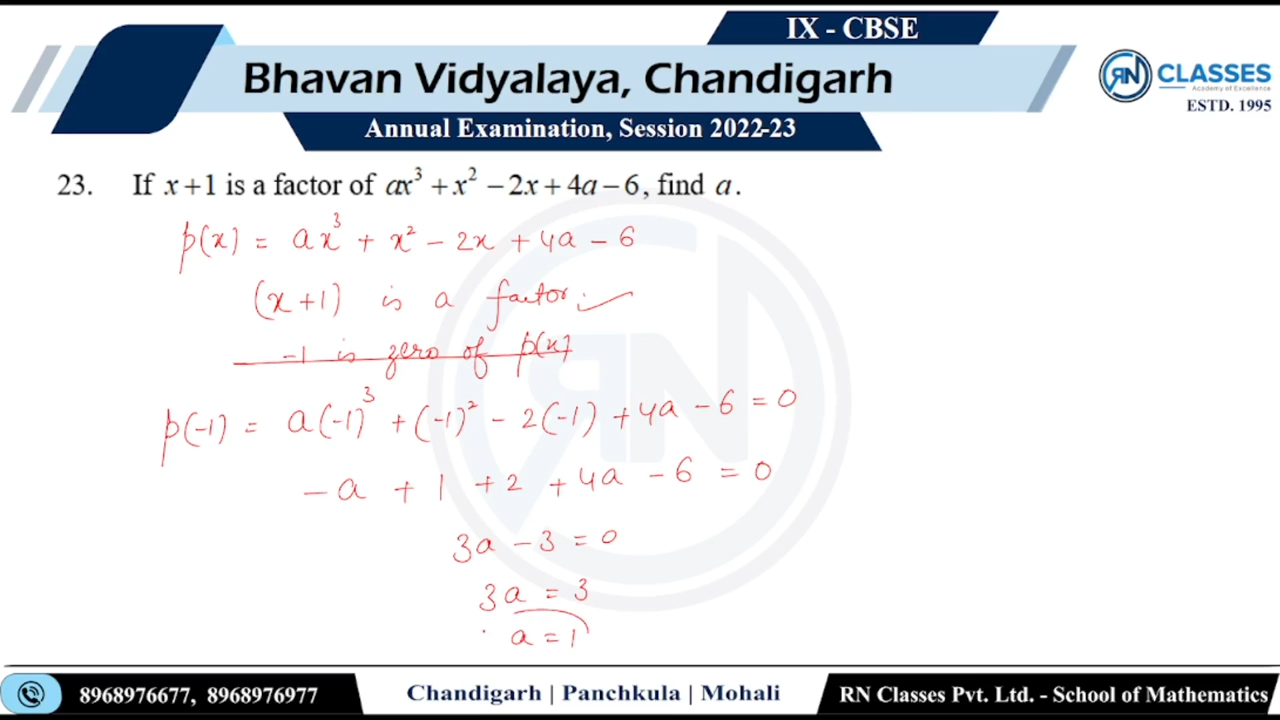 IX - CBSE
Bhavan Vidyalaya, Chandigarh
RN CLASSES
Academy of Excellence
ESTD. 1995
Annual Examination, Session 2022-23
23. If x+1 is a factor of ax³ + x² − 2x + 4a − 6, find a.
p(x) = ax³ + x² − 2x + 4a − 6
(x+1) is a factor.
-1 is zero of p(x)
p(-1) = a(-1)³ + (-1)² − 2(-1) + 4a − 6 = 0
−a + 1 + 2 + 4a − 6 = 0
3a − 3 = 0
3a = 3
a = 1
RN
8968976677, 8968976977
Chandigarh | Panchkula | Mohali
RN Classes Pvt. Ltd. - School of Mathematics